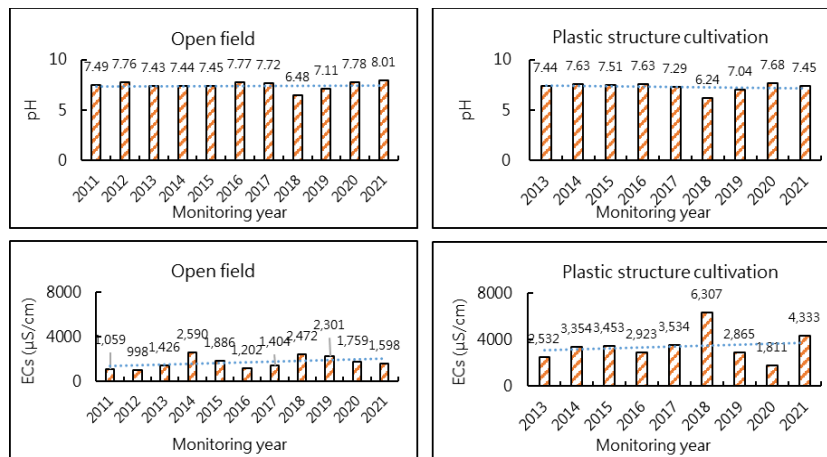 Open field
10
5
0
pH
7.49 7.76 7.43 7.44 7.45 7.77 7.72 6.48 7.11 7.78 8.01
2011 2012 2013 2014 2015 2016 2017 2018 2019 2020 2021
Monitoring year
Plastic structure cultivation
10
5
0
pH
7.44 7.63 7.51 7.63 7.29 6.24 7.04 7.68 7.45
2013 2014 2015 2016 2017 2018 2019 2020 2021
Monitoring year
Open field
8000
4000
0
ECs (μS/cm)
1,059 998 1,426 2,590 1,886 1,202 1,404 2,472 2,301 1,759 1,598
2011 2012 2013 2014 2015 2016 2017 2018 2019 2020 2021
Monitoring year
Plastic structure cultivation
8000
4000
0
ECs (μS/cm)
2,532 3,354 3,453 2,923 3,534 6,307 2,865 1,811 4,333
2013 2014 2015 2016 2017 2018 2019 2020 2021
Monitoring year